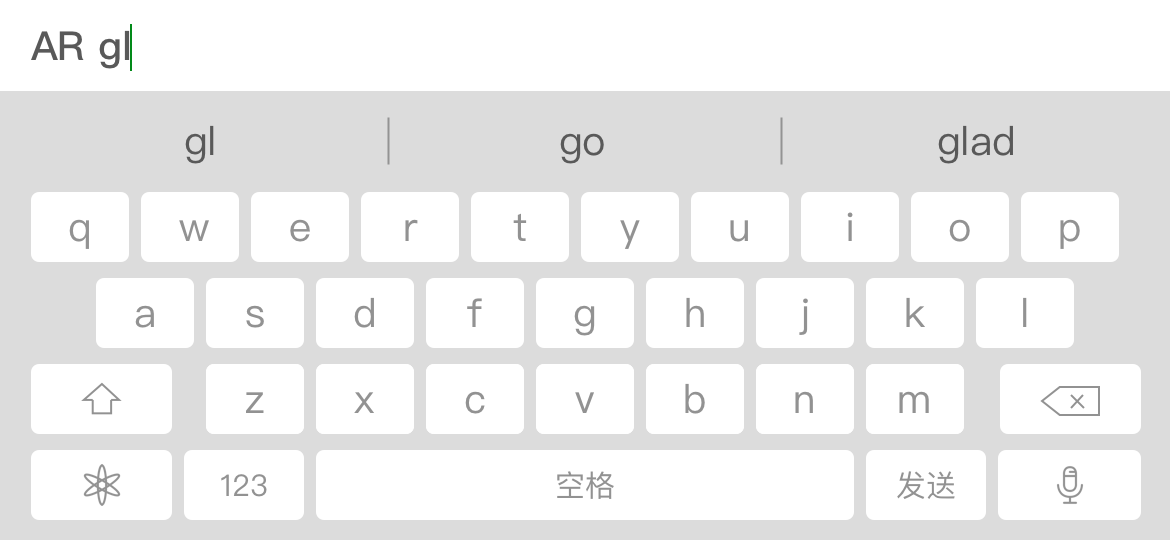 AR gl
gl go glad
q w e r t y u i o p
a s d f g h j k l
z x c v b n m
123 空格 发送